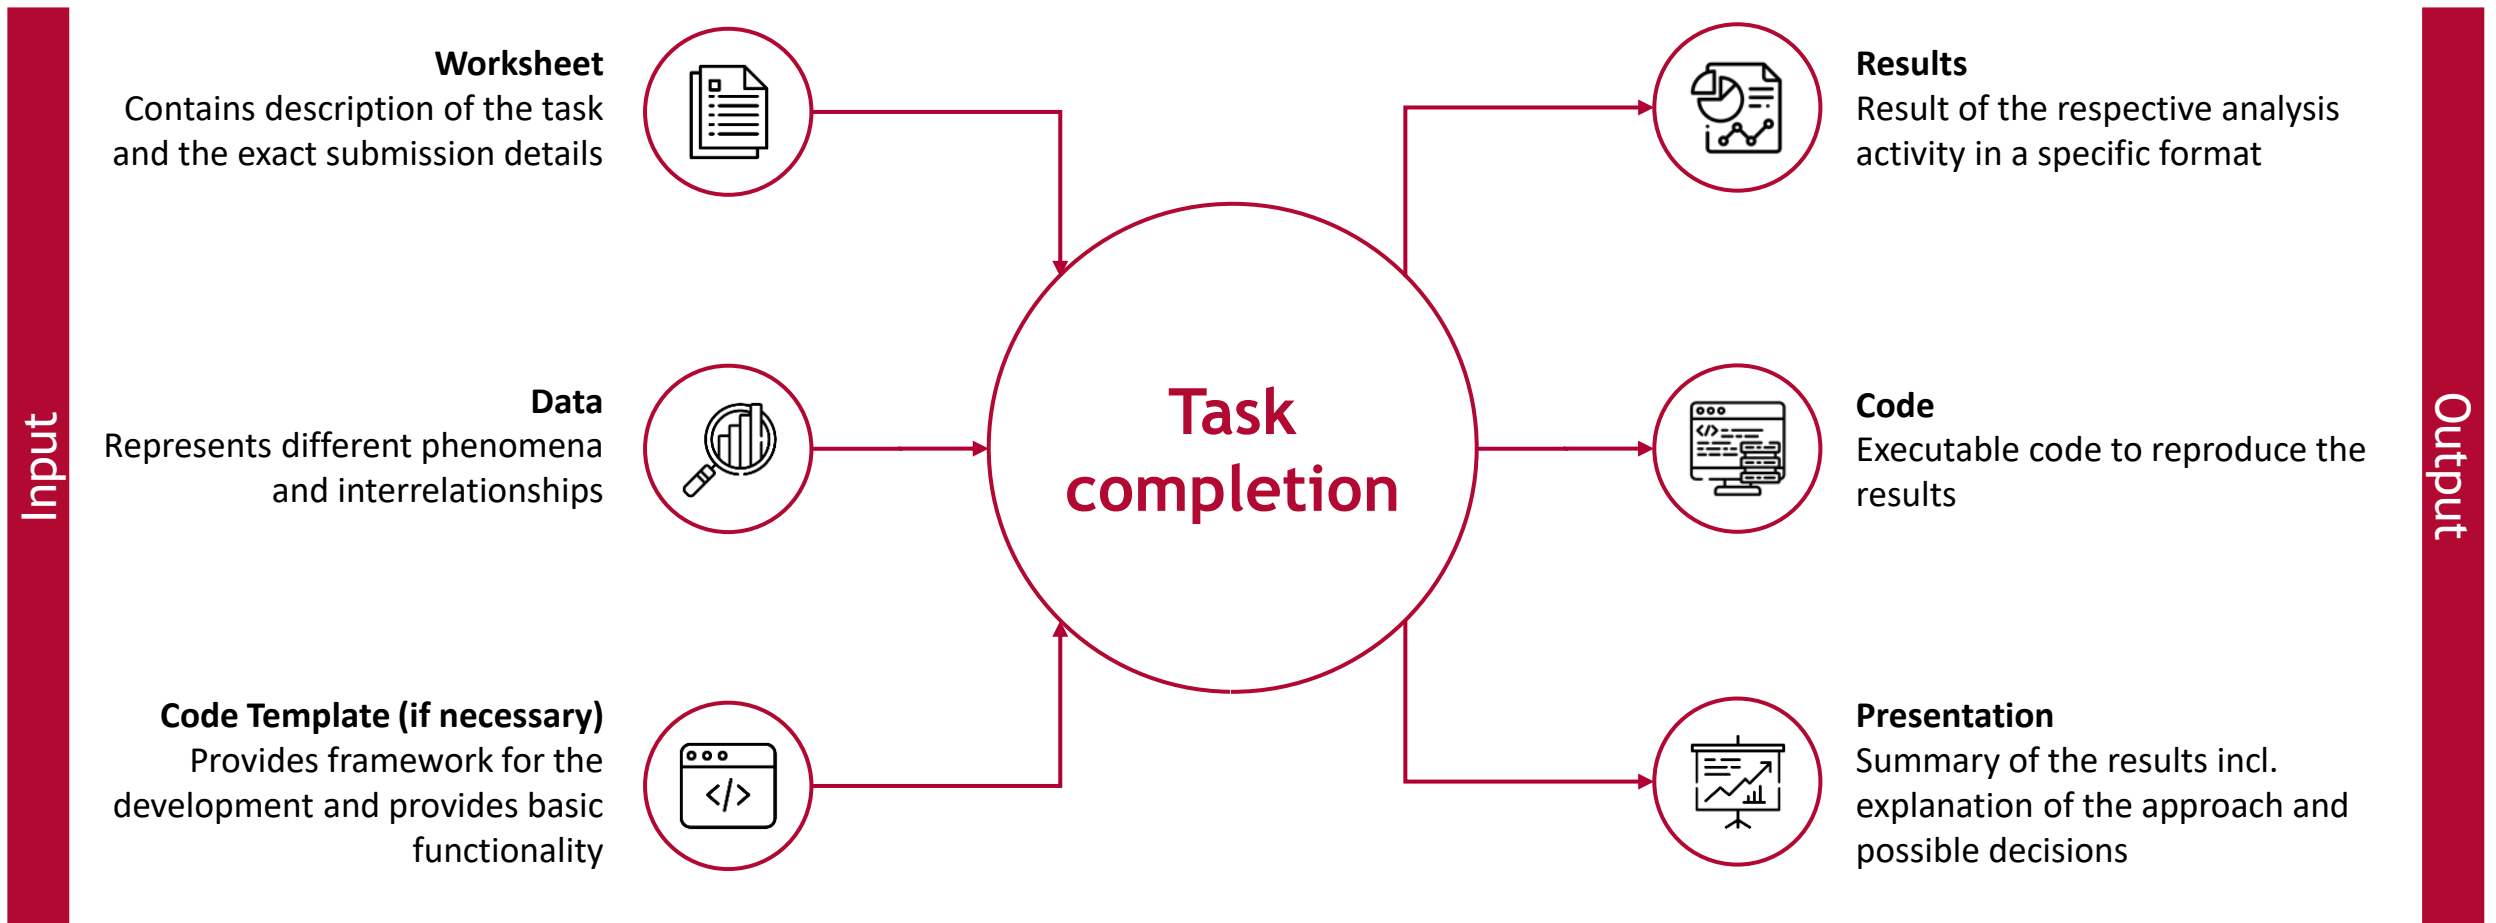 Input
Worksheet
Contains description of the task
and the exact submission details
Data
Represents different phenomena
and interrelationships
Code Template (if necessary)
Provides framework for the
development and provides basic
functionality
</>
Task
completion
Results
Result of the respective analysis
activity in a specific format
</>
Code
Executable code to reproduce the
results
Presentation
Summary of the results incl.
explanation of the approach and
possible decisions
Output